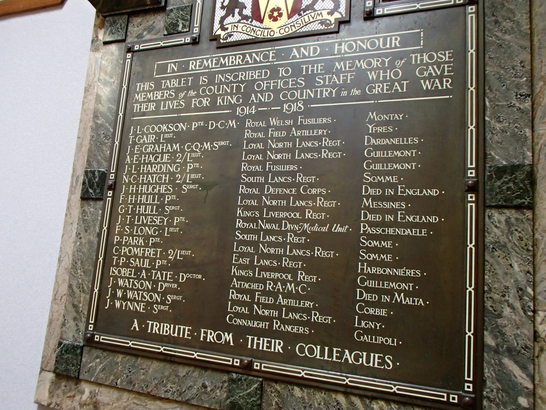 IN CONCILIO CONSILIUM
IN REMEMBRANCE · AND · HONOUR
THIS TABLET IS INSCRIBED TO THE MEMORY of THOSE
MEMBERS of the COUNTY OFFICES STAFF WHO GAVE
THEIR LIVES FOR KING AND COUNTRY in the GREAT WAR
1914 — 1918
J·L·COOKSON·PTE·D·C·M· ROYAL WELSH FUSILIERS· MONTAY·
T·GAIR·LIEUT· ROYAL FIELD ARTILLERY· YPRES·
J·E·GRAHAM·C·Q·M·SERGT· LOYAL NORTH LANCS·REGT· DARDANELLES·
A·E·HAGUE·2/LIEUT· LOYAL NORTH LANCS·REGT· GUILLEMONT·
J·L·HARDING·PTE· ROYAL FUSILIERS· GUILLEMONT·
N·C·HATCH·2/LIEUT· SOUTH LANCS·REGT· SOMME·
J·H·HUGHES·SERGT· ROYAL DEFENCE CORPS· DIED IN ENGLAND·
F·H·HULL·PTE· LOYAL NORTH LANCS·REGT· MESSINES·
G·T·HULL·SERGT· KING'S LIVERPOOL REGT· DIED IN ENGLAND·
J·T·LIVESEY·PTE· ROYAL NAVAL DIVN·Medical Unit· PASSCHENDAELE·
F·S·LONG·LIEUT· SOUTH LANCS·REGT· SOMME·
P·PARK·PTE· LOYAL NORTH LANCS·REGT· SOMME·
C·POMFRET·2/LIEUT· EAST LANCS·REGT· HARBONNIÉRES·
T·P·SAUL·PTE· KING'S LIVERPOOL REGT· GUILLEMONT·
ISOBEL·A·TATE·DOCTOR· ATTACHED R·A·M·C· DIED IN MALTA·
J·WATSON·DRIVER· ROYAL FIELD ARTILLERY· CORBIE·
J·W·WATSON·SERGT· LOYAL NORTH LANCS·REGT· LIGNY·
J·WYNNE·SERGT· CONNAUGHT RANGERS· GALLIPOLI·
A·TRIBUTE·FROM·THEIR·COLLEAGUES·